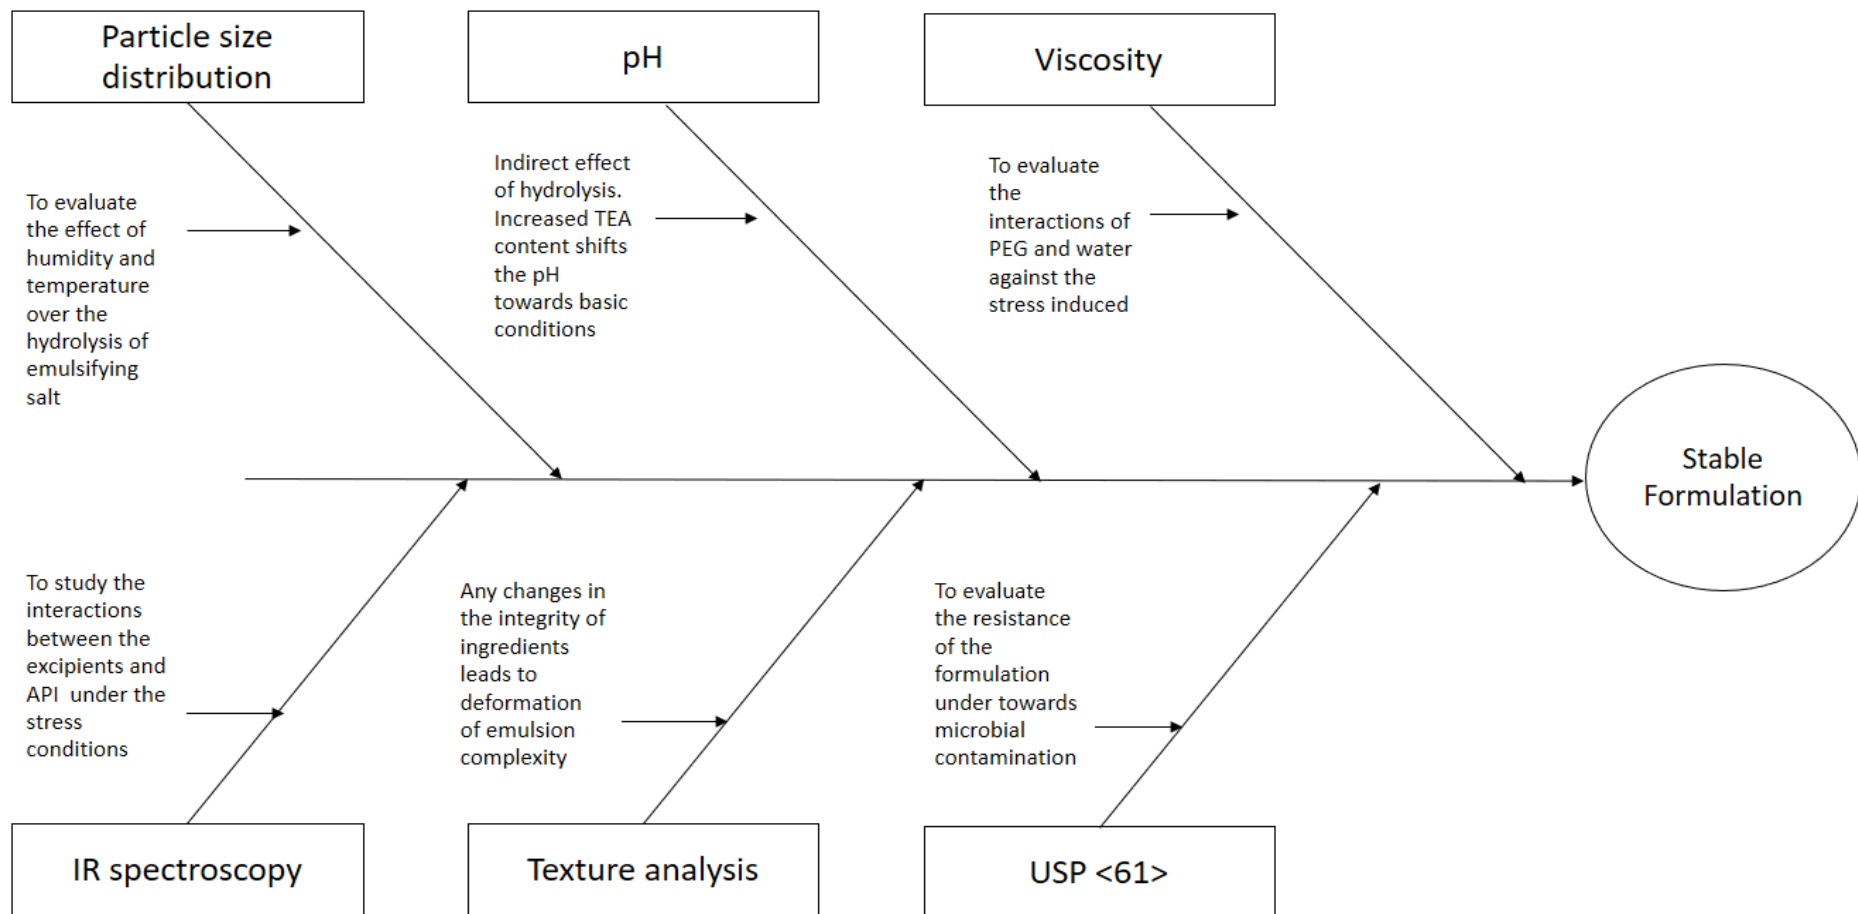 Particle size
distribution
pH
Viscosity
To evaluate
the effect of
humidity and
temperature
over the
hydrolysis of
emulsifying
salt
Indirect effect
of hydrolysis.
Increased TEA
content shifts
the pH
towards basic
conditions
To evaluate
the
interactions of
PEG and water
against the
stress induced
Stable
Formulation
To study the
interactions
between the
excipients and
API under the
stress
conditions
Any changes in
the integrity of
ingredients
leads to
deformation
of emulsion
complexity
To evaluate
the resistance
of the
formulation
under towards
microbial
contamination
IR spectroscopy
Texture analysis
USP <61>